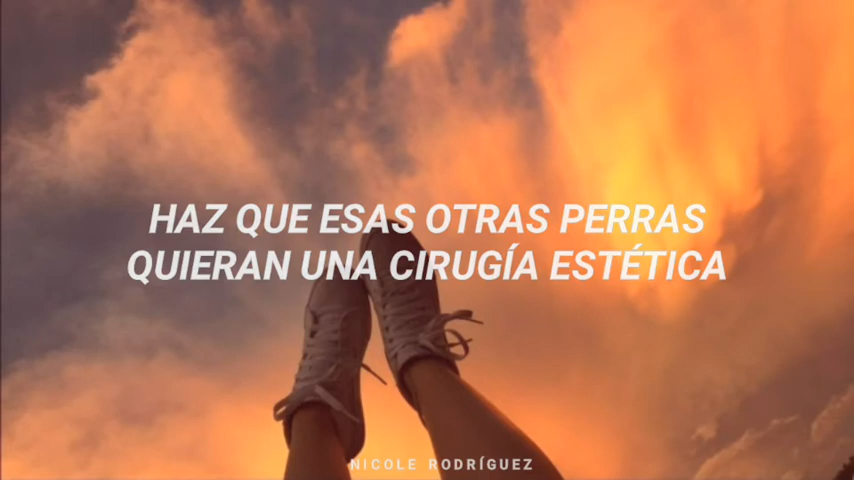 HAZ QUE ESAS OTRAS PERRAS
QUIERAN UNA CIRUGÍA ESTÉTICA
NICOLE RODRÍGUEZ